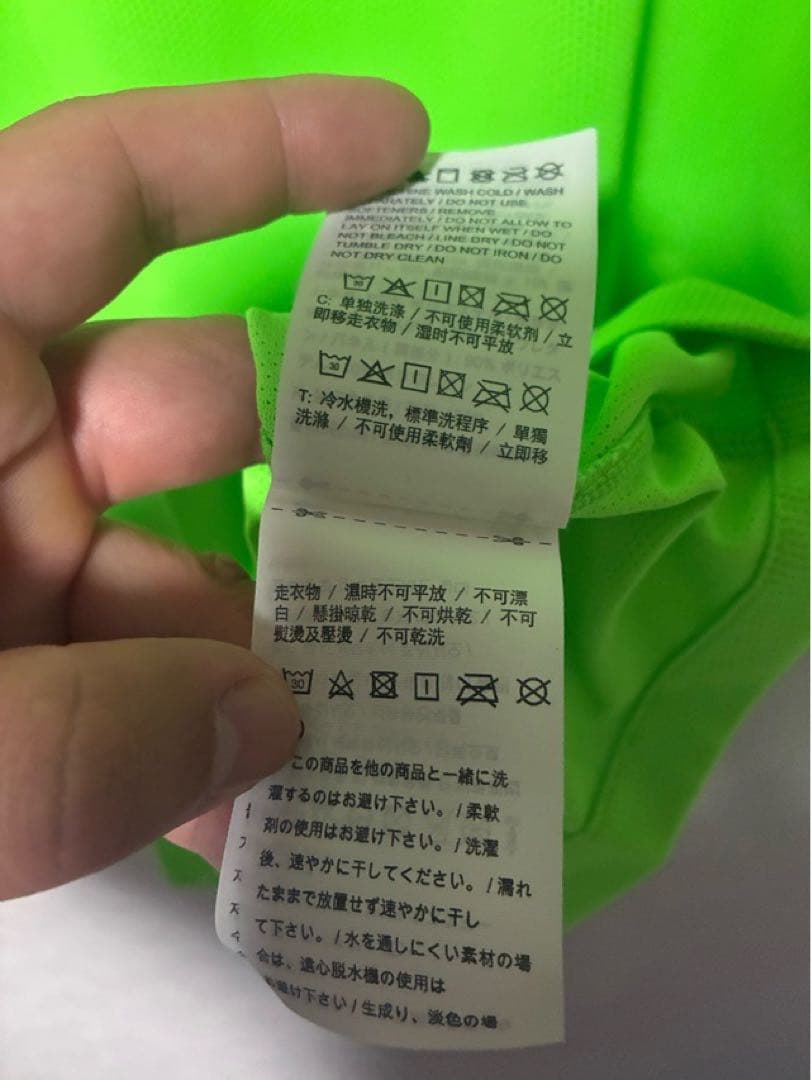 WASH COLD / WASH
DO NOT USE
SOFTENERS / REMOVE
IMMEDIATELY / DO NOT ALLOW TO
LAY ON ITSELF WHEN WET / DO
NOT BLEACH / LINE DRY / DO NOT
TUMBLE DRY / DO NOT IRON / DO
NOT DRY CLEAN
30
C: 单独洗涤 / 不可使用柔软剂 / 立
即移走衣物 / 湿时不可平放
30
T: 冷水機洗，標準洗程序 / 單獨
洗滌 / 不可使用柔軟劑 / 立即移
走衣物 / 濕時不可平放 / 不可漂
白 / 懸掛晾乾 / 不可烘乾 / 不可
熨燙及壓燙 / 不可乾洗
30
この商品を他の商品と一緒に洗
濯するのはお避け下さい。/ 柔軟
剤の使用はお避け下さい。/ 洗濯
後、速やかに干してください。/ 濡れ
たままで放置せず速やかに干し
て下さい。/ 水を通しにくい素材の場
合は、遠心脱水機の使用は
避け下さい / 生成り、淡色の場